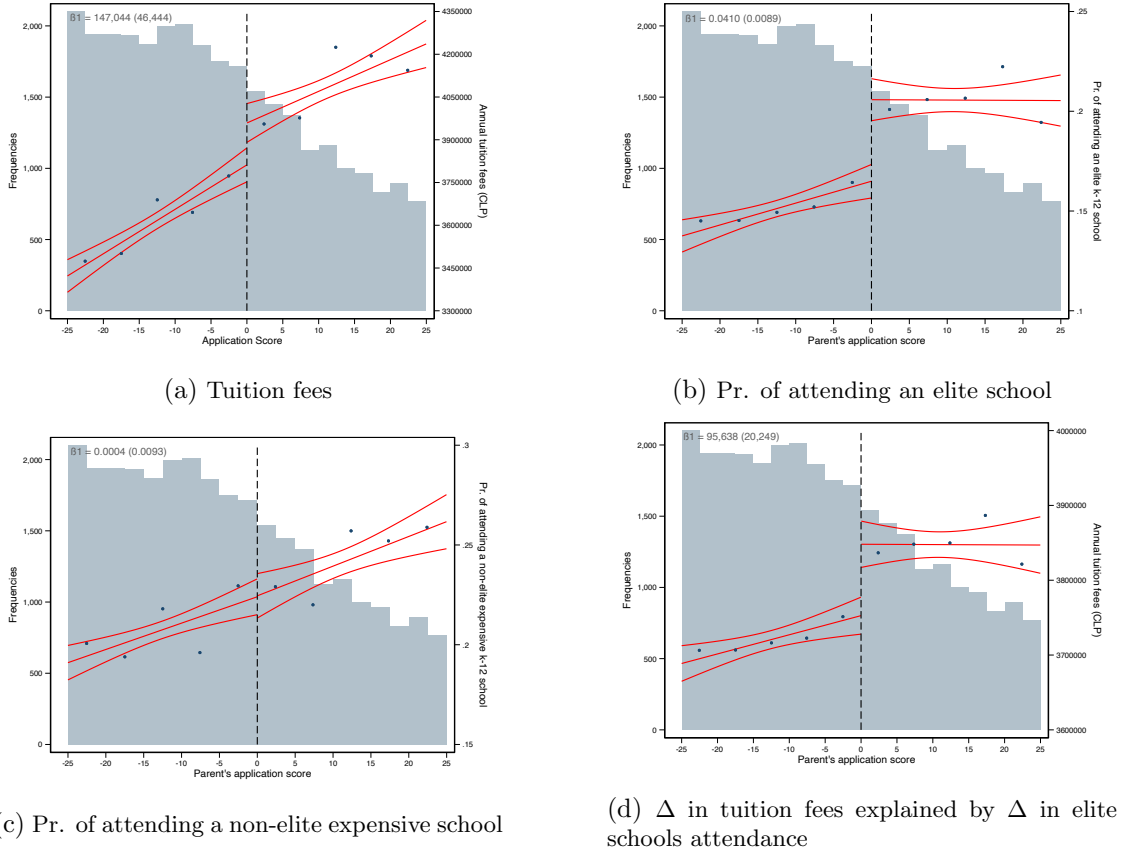 ß1 = 147,044 (46,444)
2,000
1,500
1,000
500
0
Frequencies
4350000
4200000
4050000
3900000
3750000
3600000
3450000
3300000
Annual tuition fees (CLP)
-25 -20 -15 -10 -5 0 5 10 15 20 25
Application Score
(a) Tuition fees
ß1 = 0.0410 (0.0089)
2,000
1,500
1,000
500
0
Frequencies
.25
.2
.15
.1
Pr. of attending
an elite k-12 school
-25 -20 -15 -10 -5 0 5 10 15 20 25
Parent's application score
(b) Pr. of attending an elite school
ß1 = 0.0004 (0.0093)
2,000
1,500
1,000
500
0
Frequencies
.3
.25
.2
.15
Pr. of attending a
non-elite expensive k-12 school
-25 -20 -15 -10 -5 0 5 10 15 20 25
Parent's application score
(c) Pr. of attending a non-elite expensive school
ß1 = 95,638 (20,249)
2,000
1,500
1,000
500
0
Frequencies
4000000
3900000
3800000
3700000
3600000
Annual tuition fees (CLP)
-25 -20 -15 -10 -5 0 5 10 15 20 25
Parent's application score
(d) Δ in tuition fees explained by Δ in elite
schools attendance